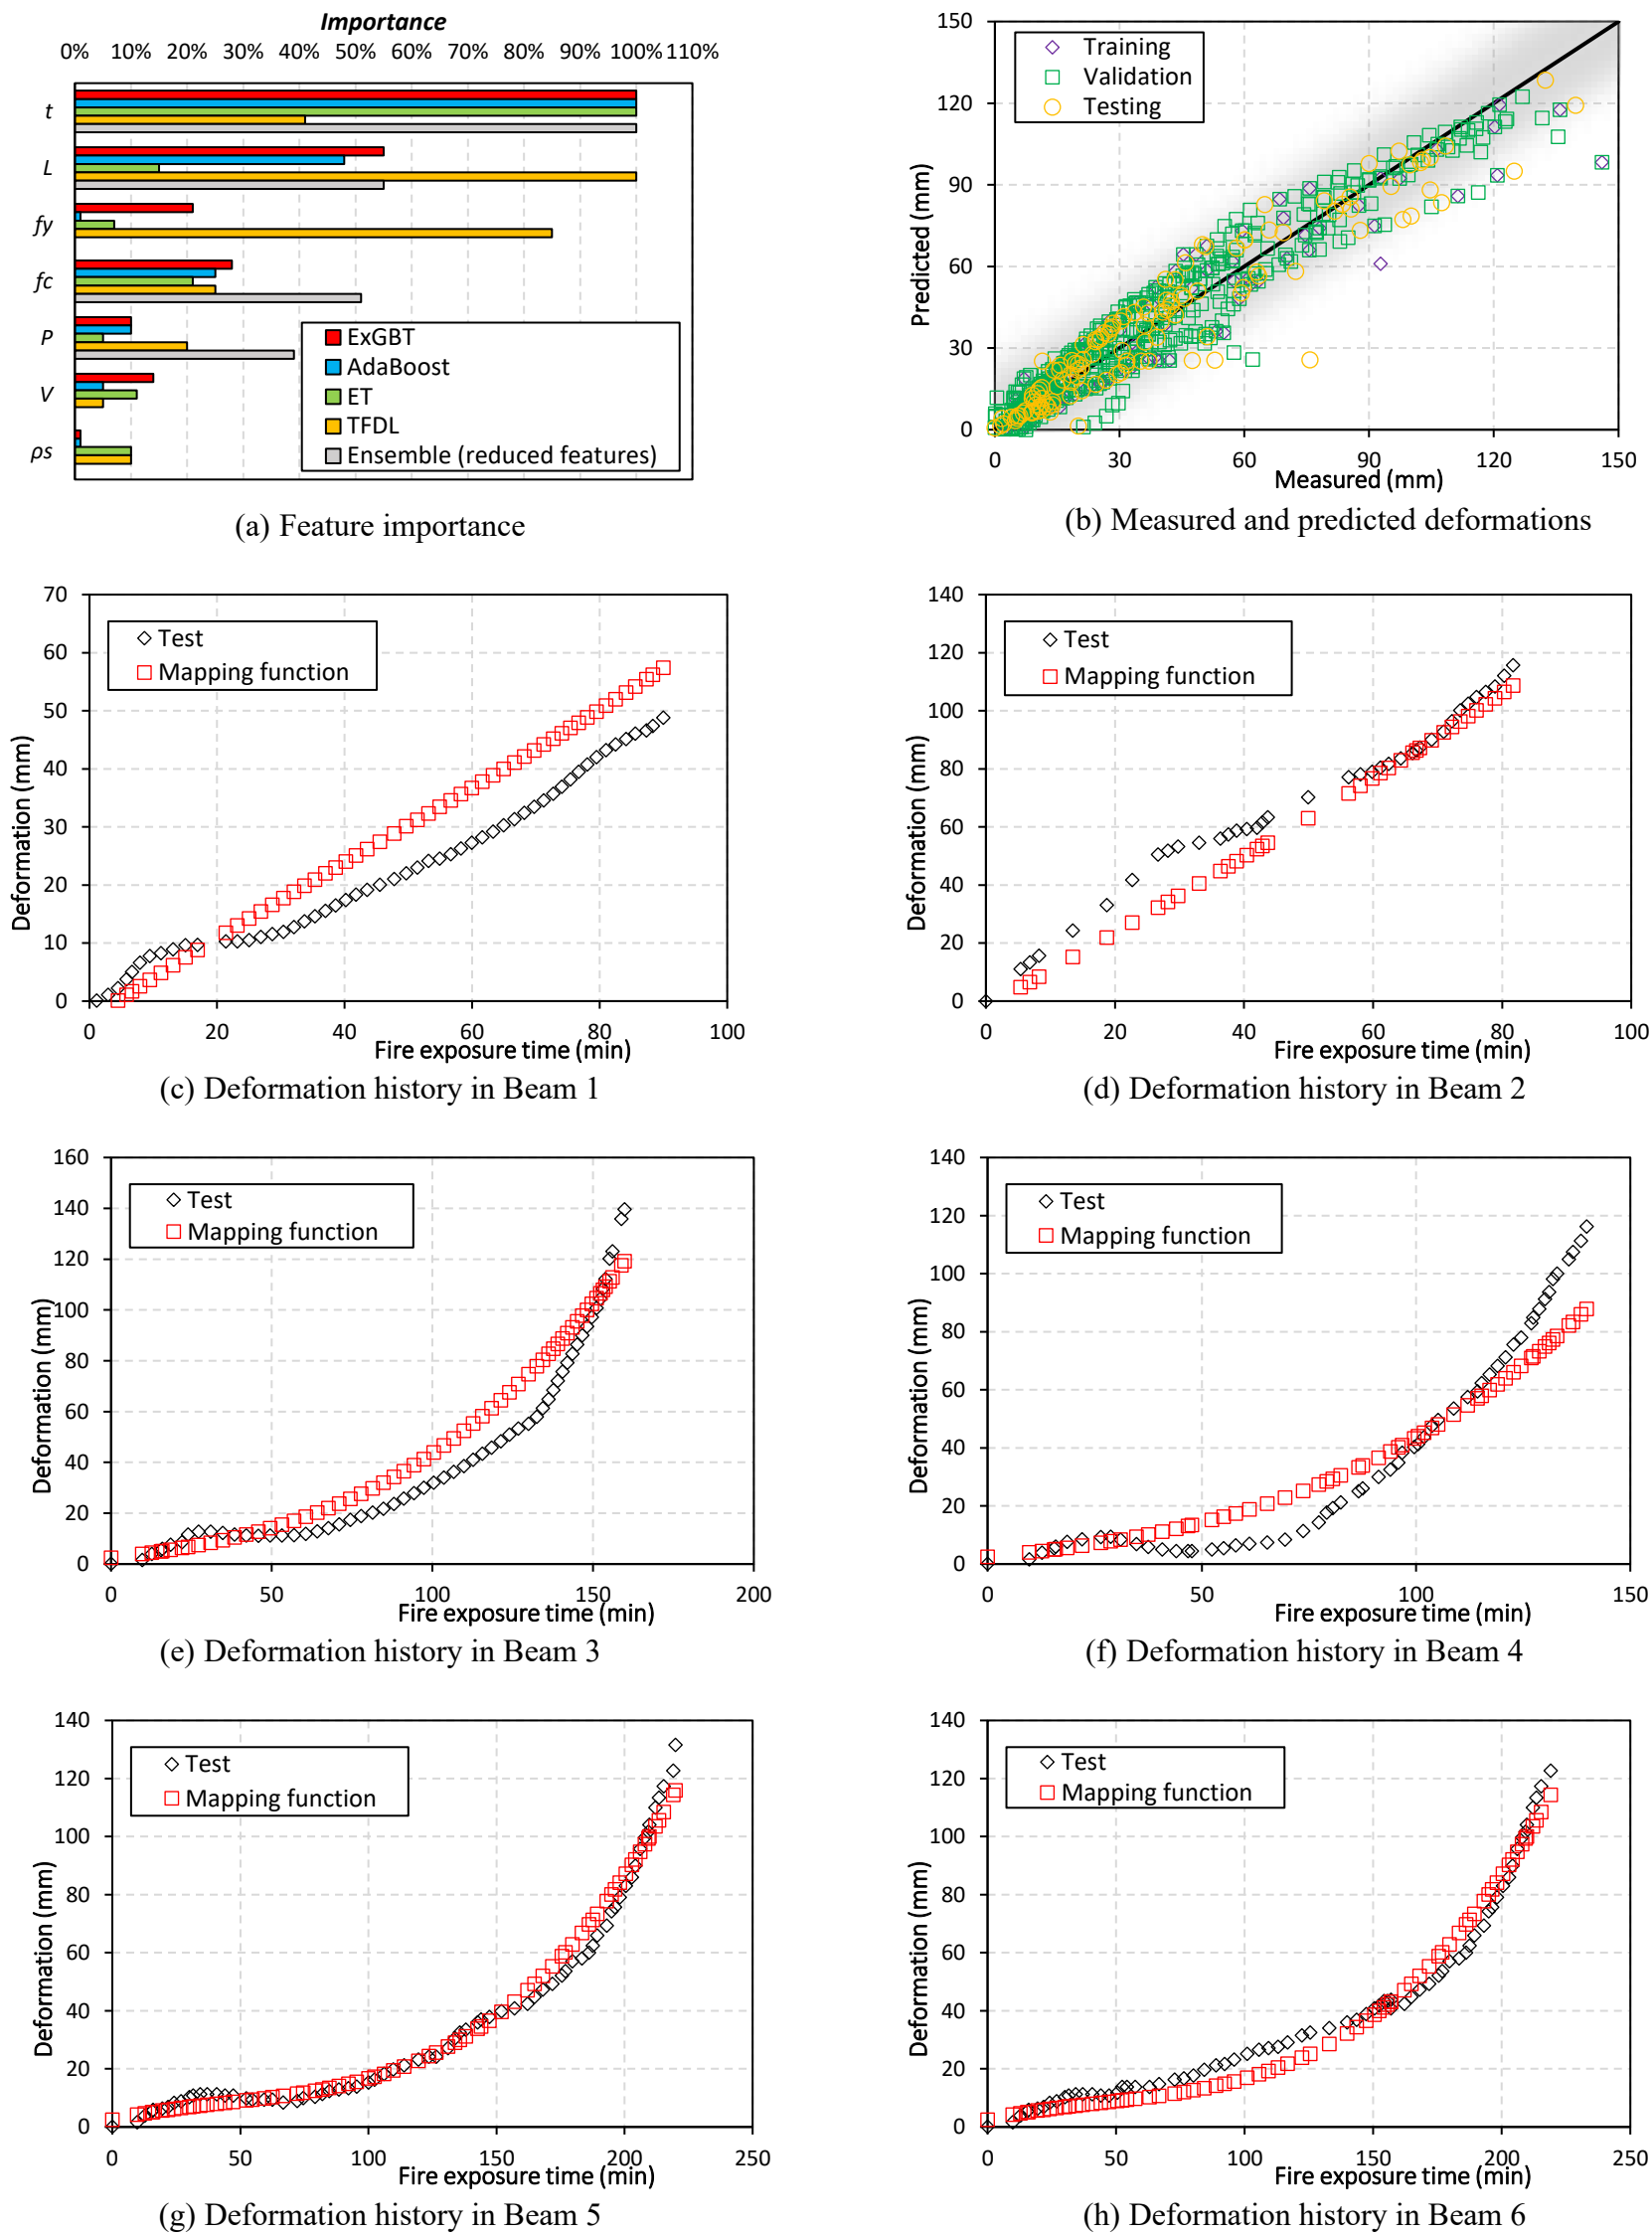 Importance
0% 10% 20% 30% 40% 50% 60% 70% 80% 90% 100% 110%
t
L
fy
fc
P
V
ρs
ExGBT
AdaBoost
ET
TFDL
Ensemble (reduced features)
(a) Feature importance
150
120
90
60
30
0
Predicted (mm)
Training
Validation
Testing
0 30 60 90 120 150
Measured (mm)
(b) Measured and predicted deformations
70
60
50
40
30
20
10
0
Deformation (mm)
Test
Mapping function
0 20 40 60 80 100
Fire exposure time (min)
(c) Deformation history in Beam 1
140
120
100
80
60
40
20
0
Deformation (mm)
Test
Mapping function
0 20 40 60 80 100
Fire exposure time (min)
(d) Deformation history in Beam 2
160
140
120
100
80
60
40
20
0
Deformation (mm)
Test
Mapping function
0 50 100 150 200
Fire exposure time (min)
(e) Deformation history in Beam 3
140
120
100
80
60
40
20
0
Deformation (mm)
Test
Mapping function
0 50 100 150
Fire exposure time (min)
(f) Deformation history in Beam 4
140
120
100
80
60
40
20
0
Deformation (mm)
Test
Mapping function
0 50 100 150 200 250
Fire exposure time (min)
(g) Deformation history in Beam 5
140
120
100
80
60
40
20
0
Deformation (mm)
Test
Mapping function
0 50 100 150 200 250
Fire exposure time (min)
(h) Deformation history in Beam 6